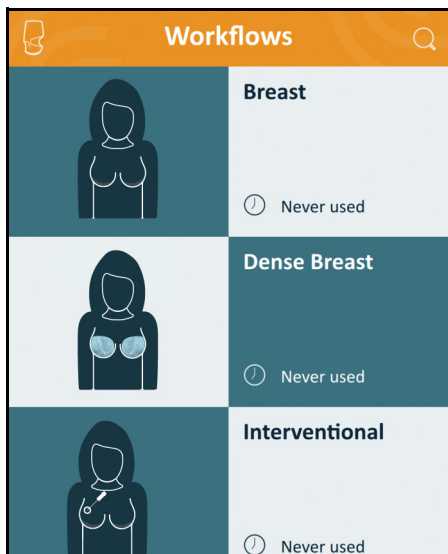 Workflows
Breast
Never used
Dense Breast
Never used
Interventional
Never used